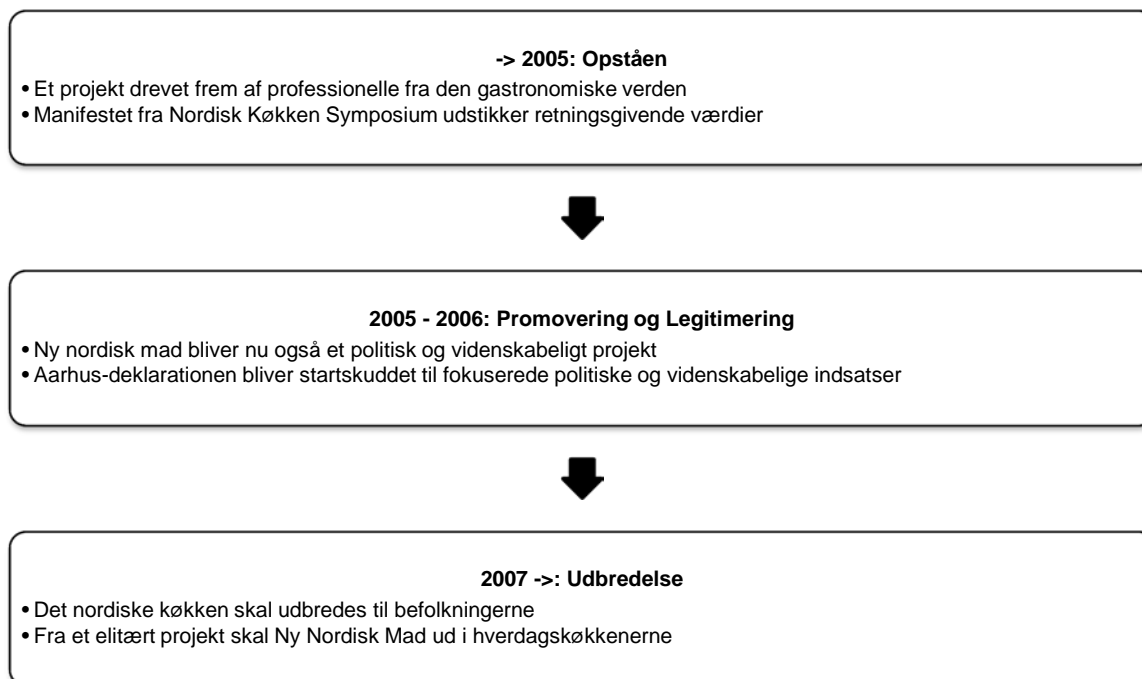 -> 2005: Opståen
• Et projekt drevet frem af professionelle fra den gastronomiske verden
• Manifestet fra Nordisk Køkken Symposium udstikker retningsgivende værdier
2005 - 2006: Promovering og Legitimering
• Ny nordisk mad bliver nu også et politisk og videnskabeligt projekt
• Aarhus-deklarationen bliver startskuddet til fokuserede politiske og videnskabelige indsatser
2007 ->: Udbredelse
• Det nordiske køkken skal udbredes til befolkningerne
• Fra et elitært projekt skal Ny Nordisk Mad ud i hverdagskøkkenerne